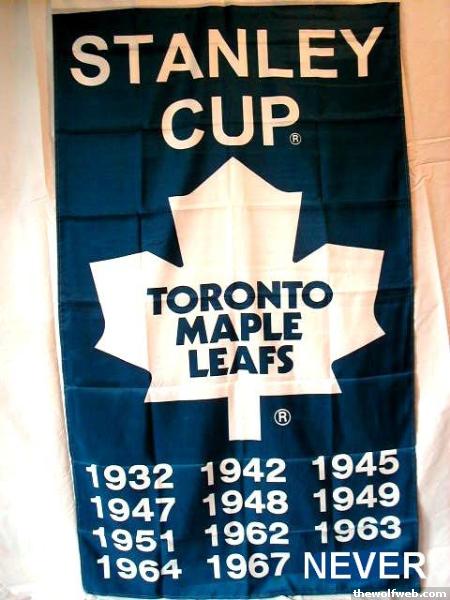 STANLEY
CUP®
TORONTO
MAPLE
LEAFS
®
1932 1942 1945
1947 1948 1949
1951 1962 1963
1964 1967 NEVER
thewolfweb.com